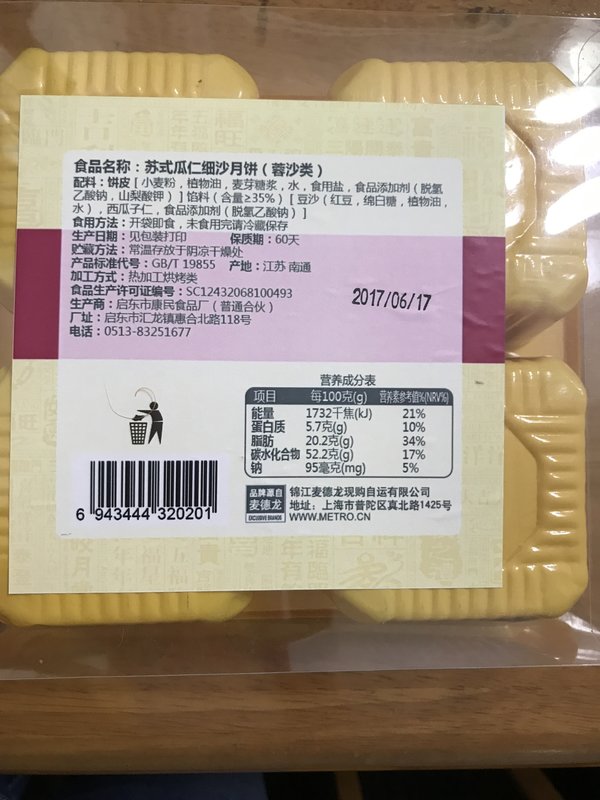 食品名称：苏式瓜仁细沙月饼（蓉沙类）
配料：饼皮[小麦粉，植物油，麦芽糖浆，水，食用盐，食品添加剂（脱氢
乙酸钠，山梨酸钾）]馅料（含量≥35%）[豆沙（红豆，绵白糖，植物油，
水），西瓜子仁，食品添加剂（脱氢乙酸钠）]
食用方法：开袋即食，未食用完请冷藏保存
生产日期：见包装打印 保质期：60天
贮藏方法：常温存放于阴凉干燥处
产品标准代号：GB/T 19855 产地：江苏 南通
加工方式：热加工烘烤类
食品生产许可证编号：SC12432068100493
生产商：启东市康民食品厂（普通合伙）
厂址：启东市汇龙镇惠合北路118号
电话：0513-83251677
2017/06/17
营养成分表
项目 每100克(g) 营养素参考值%(NRV%)
能量 1732千焦(kJ) 21%
蛋白质 5.7克(g) 10%
脂肪 20.2克(g) 34%
碳水化合物 52.2克(g) 17%
钠 95毫克(mg) 5%
6 943444 320201
品牌源自
麦德龙
EXCLUSIVE BRANDS
锦江麦德龙现购自运有限公司
地址：上海市普陀区真北路1425号
WWW.METRO.CN